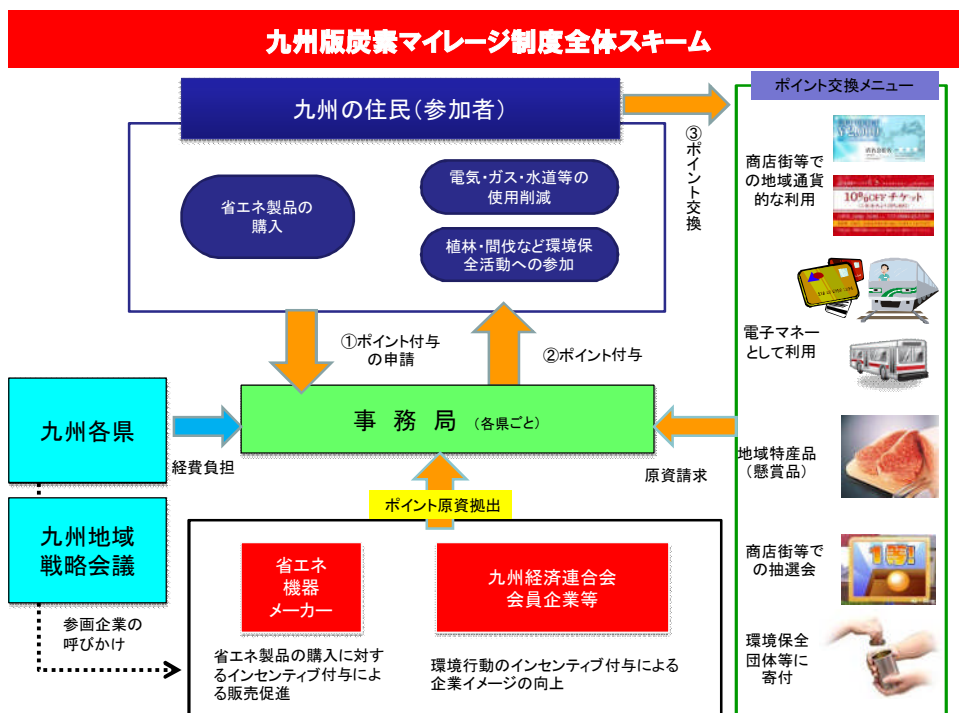 九州版炭素マイレージ制度全体スキーム
九州の住民(参加者)
省エネ製品の
購入
電気・ガス・水道等の
使用削減
植林・間伐など環境保
全活動への参加
③ポイント交換
①ポイント付与
の申請
②ポイント付与
九州各県
経費負担
事務局 (各県ごと)
原資請求
ポイント原資拠出
九州地域
戦略会議
参画企業の
呼びかけ
省エネ
機器
メーカー
九州経済連合会
会員企業等
省エネ製品の購入に対す
るインセンティブ付与によ
る販売促進
環境行動のインセンティブ付与による
企業イメージの向上
ポイント交換メニュー
商店街等で
の地域通貨
的な利用
10%OFFチケット
電子マネー
として利用
地域特産品
(懸賞品)
商店街等で
の抽選会
環境保全
団体等に
寄付